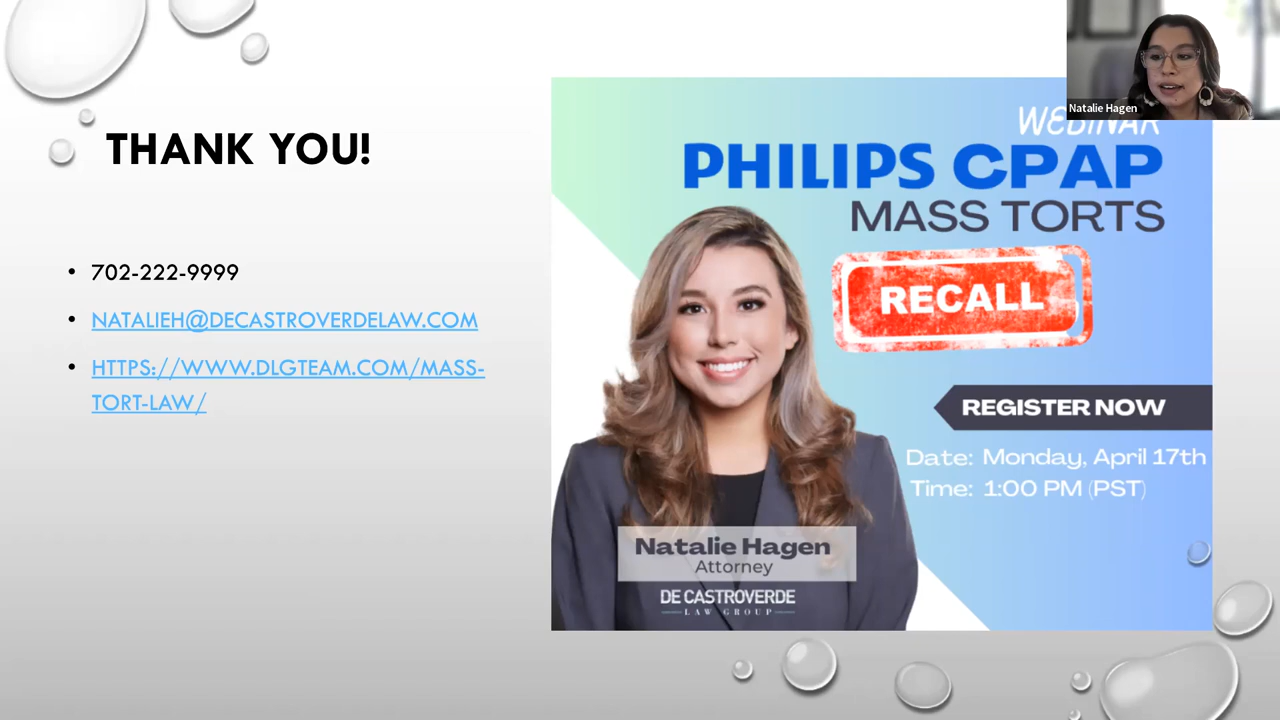 THANK YOU!
• 702-222-9999
• NATALIEH@DECASTROVERDELAW.COM
• HTTPS://WWW.DLGTEAM.COM/MASS-
TORT-LAW/
Natalie Hagen
WEBINAR
PHILIPS CPAP
MASS TORTS
RECALL
REGISTER NOW
Date: Monday, April 17th
Time: 1:00 PM (PST)
Natalie Hagen
Attorney
DE CASTROVERDE
LAW GROUP